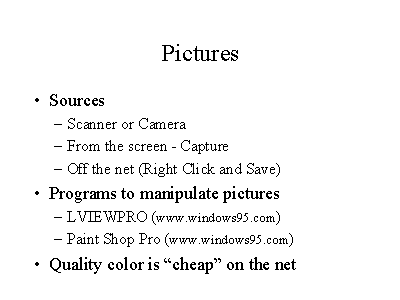 Pictures
• Sources
– Scanner or Camera
– From the screen - Capture
– Off the net (Right Click and Save)
• Programs to manipulate pictures
– LVIEWPRO (www.windows95.com)
– Paint Shop Pro (www.windows95.com)
• Quality color is “cheap” on the net